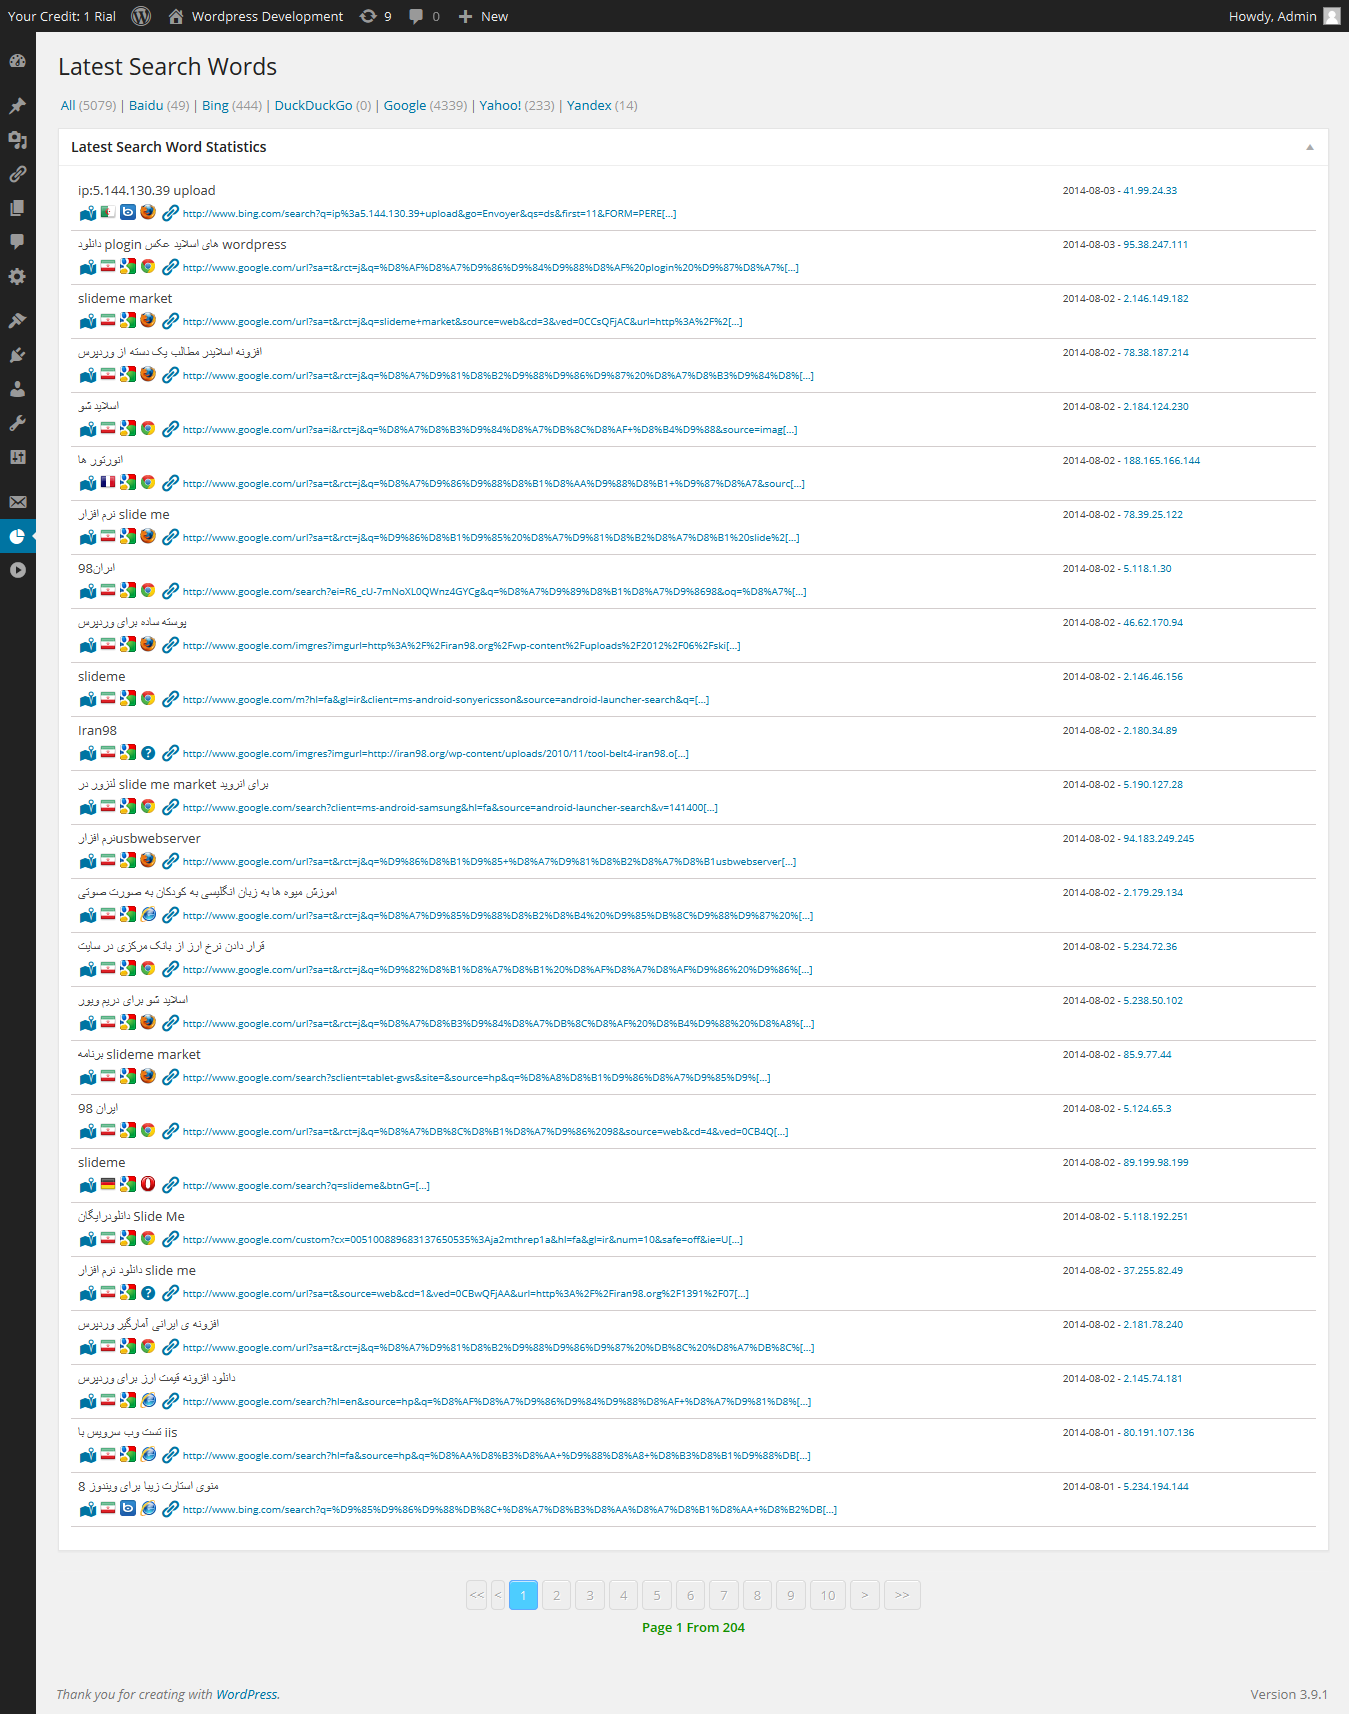 Your Credit: 1 Rial Wordpress Development 9 0 New Howdy, Admin
Latest Search Words
All (5079) | Baidu (49) | Bing (444) | DuckDuckGo (0) | Google (4339) | Yahoo! (233) | Yandex (14)
Latest Search Word Statistics
ip:5.144.130.39 upload 2014-08-03 - 41.99.24.33
http://www.bing.com/search?q=ip%3a5.144.130.39+upload&go=Envoyer&qs=ds&first=11&FORM=PERE[...]
دانلود plogin های اسلاید عکس wordpress 2014-08-03 - 95.38.247.111
http://www.google.com/url?sa=t&rct=j&q=%D8%AF%D8%A7%D9%86%D9%84%D9%88%D8%AF%20plogin%20%D9%87%D8%A7%[...]
slideme market 2014-08-02 - 2.146.149.182
http://www.google.com/url?sa=t&rct=j&q=slideme+market&source=web&cd=3&ved=0CCsQFjAC&url=http%3A%2F%2[...]
افزونه اسلایدر مطالب یک دسته از وردپرس 2014-08-02 - 78.38.187.214
http://www.google.com/url?sa=t&rct=j&q=%D8%A7%D9%81%D8%B2%D9%88%D9%86%D9%87%20%D8%A7%D8%B3%D9%84%D8%[...]
اسلاید شو 2014-08-02 - 2.184.124.230
http://www.google.com/url?sa=i&rct=j&q=%D8%A7%D8%B3%D9%84%D8%A7%DB%8C%D8%AF+%D8%B4%D9%88&source=imag[...]
انورتور ها 2014-08-02 - 188.165.166.144
http://www.google.com/url?sa=t&rct=j&q=%D8%A7%D9%86%D9%88%D8%B1%D8%AA%D9%88%D8%B1+%D9%87%D8%A7&sourc[...]
نرم افزار slide me 2014-08-02 - 78.39.25.122
http://www.google.com/url?sa=t&rct=j&q=%D9%86%D8%B1%D9%85%20%D8%A7%D9%81%D8%B2%D8%A7%D8%B1%20slide%2[...]
اىران98 2014-08-02 - 5.118.1.30
http://www.google.com/search?ei=R6_cU-7mNoXL0QWnz4GYCg&q=%D8%A7%D9%89%D8%B1%D8%A7%D9%8698&oq=%D8%A7%[...]
پوسته ساده برای وردپرس 2014-08-02 - 46.62.170.94
http://www.google.com/imgres?imgurl=http%3A%2F%2Firan98.org%2Fwp-content%2Fuploads%2F2012%2F06%2Fski[...]
slideme 2014-08-02 - 2.146.46.156
http://www.google.com/m?hl=fa&gl=ir&client=ms-android-sonyericsson&source=android-launcher-search&q=[...]
Iran98 2014-08-02 - 2.180.34.89
http://www.google.com/imgres?imgurl=http://iran98.org/wp-content/uploads/2010/11/tool-belt4-iran98.o[...]
لنزور در slide me market برای انروید 2014-08-02 - 5.190.127.28
http://www.google.com/search?client=ms-android-samsung&hl=fa&source=android-launcher-search&v=141400[...]
نرم افزارusbwebserver 2014-08-02 - 94.183.249.245
http://www.google.com/url?sa=t&rct=j&q=%D9%86%D8%B1%D9%85+%D8%A7%D9%81%D8%B2%D8%A7%D8%B1usbwebserver[...]
اموزش میوه ها به زبان انگلیسی به کودکان به صورت صوتی 2014-08-02 - 2.179.29.134
http://www.google.com/url?sa=t&rct=j&q=%D8%A7%D9%85%D9%88%D8%B2%D8%B4%20%D9%85%DB%8C%D9%88%D9%87%20%[...]
قرار دادن نرخ ارز از بانک مرکزی در سایت 2014-08-02 - 5.234.72.36
http://www.google.com/url?sa=t&rct=j&q=%D9%82%D8%B1%D8%A7%D8%B1%20%D8%AF%D8%A7%D8%AF%D9%86%20%D9%86%[...]
اسلاید شو برای دریم ویور 2014-08-02 - 5.238.50.102
http://www.google.com/url?sa=t&rct=j&q=%D8%A7%D8%B3%D9%84%D8%A7%DB%8C%D8%AF%20%D8%B4%D9%88%20%D8%A8%[...]
برنامه slideme market 2014-08-02 - 85.9.77.44
http://www.google.com/search?sclient=tablet-gws&site=&source=hp&q=%D8%A8%D8%B1%D9%86%D8%A7%D9%85%D9%[...]
ایران 98 2014-08-02 - 5.124.65.3
http://www.google.com/url?sa=t&rct=j&q=%D8%A7%DB%8C%D8%B1%D8%A7%D9%86%2098&source=web&cd=4&ved=0CB4Q[...]
slideme 2014-08-02 - 89.199.98.199
http://www.google.com/search?q=slideme&btnG=[...]
دانلودرایگان Slide Me 2014-08-02 - 5.118.192.251
http://www.google.com/custom?cx=005100889683137650535%3Aja2mthrep1a&hl=fa&gl=ir&num=10&safe=off&ie=U[...]
دانلود نرم افزار slide me 2014-08-02 - 37.255.82.49
http://www.google.com/url?sa=t&source=web&cd=1&ved=0CBwQFjAA&url=http%3A%2F%2Firan98.org%2F1391%2F07[...]
افزونه ی ایرانی آمارگیر وردپرس 2014-08-02 - 2.181.78.240
http://www.google.com/url?sa=t&rct=j&q=%D8%A7%D9%81%D8%B2%D9%88%D9%86%D9%87%20%DB%8C%20%D8%A7%DB%8C%[...]
دانلود افزونه قیمت ارز برای وردپرس 2014-08-02 - 2.145.74.181
http://www.google.com/search?hl=en&source=hp&q=%D8%AF%D8%A7%D9%86%D9%84%D9%88%D8%AF+%D8%A7%D9%81%D8%[...]
تست وب سرویس با iis 2014-08-01 - 80.191.107.136
http://www.google.com/search?hl=fa&source=hp&q=%D8%AA%D8%B3%D8%AA+%D9%88%D8%A8+%D8%B3%D8%B1%D9%88%DB[...]
منوی استارت زیبا برای ویندوز 8 2014-08-01 - 5.234.194.144
http://www.bing.com/search?q=%D9%85%D9%86%D9%88%DB%8C+%D8%A7%D8%B3%D8%AA%D8%A7%D8%B1%D8%AA+%D8%B2%DB[...]
<< < 1 2 3 4 5 6 7 8 9 10 > >>
Page 1 From 204
Thank you for creating with WordPress. Version 3.9.1